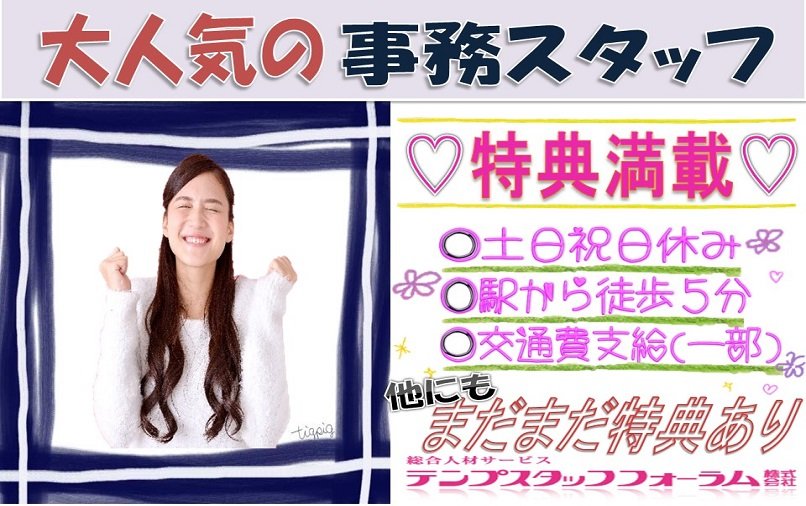 大人気の事務スタッフ
♡特典満載♡
○土日祝日休み
○駅から徒歩5分
○交通費支給(一部)
他にも
まだまだ特典あり
総合人材サービス
テンプスタッフフォーラム株式会社
tigpig